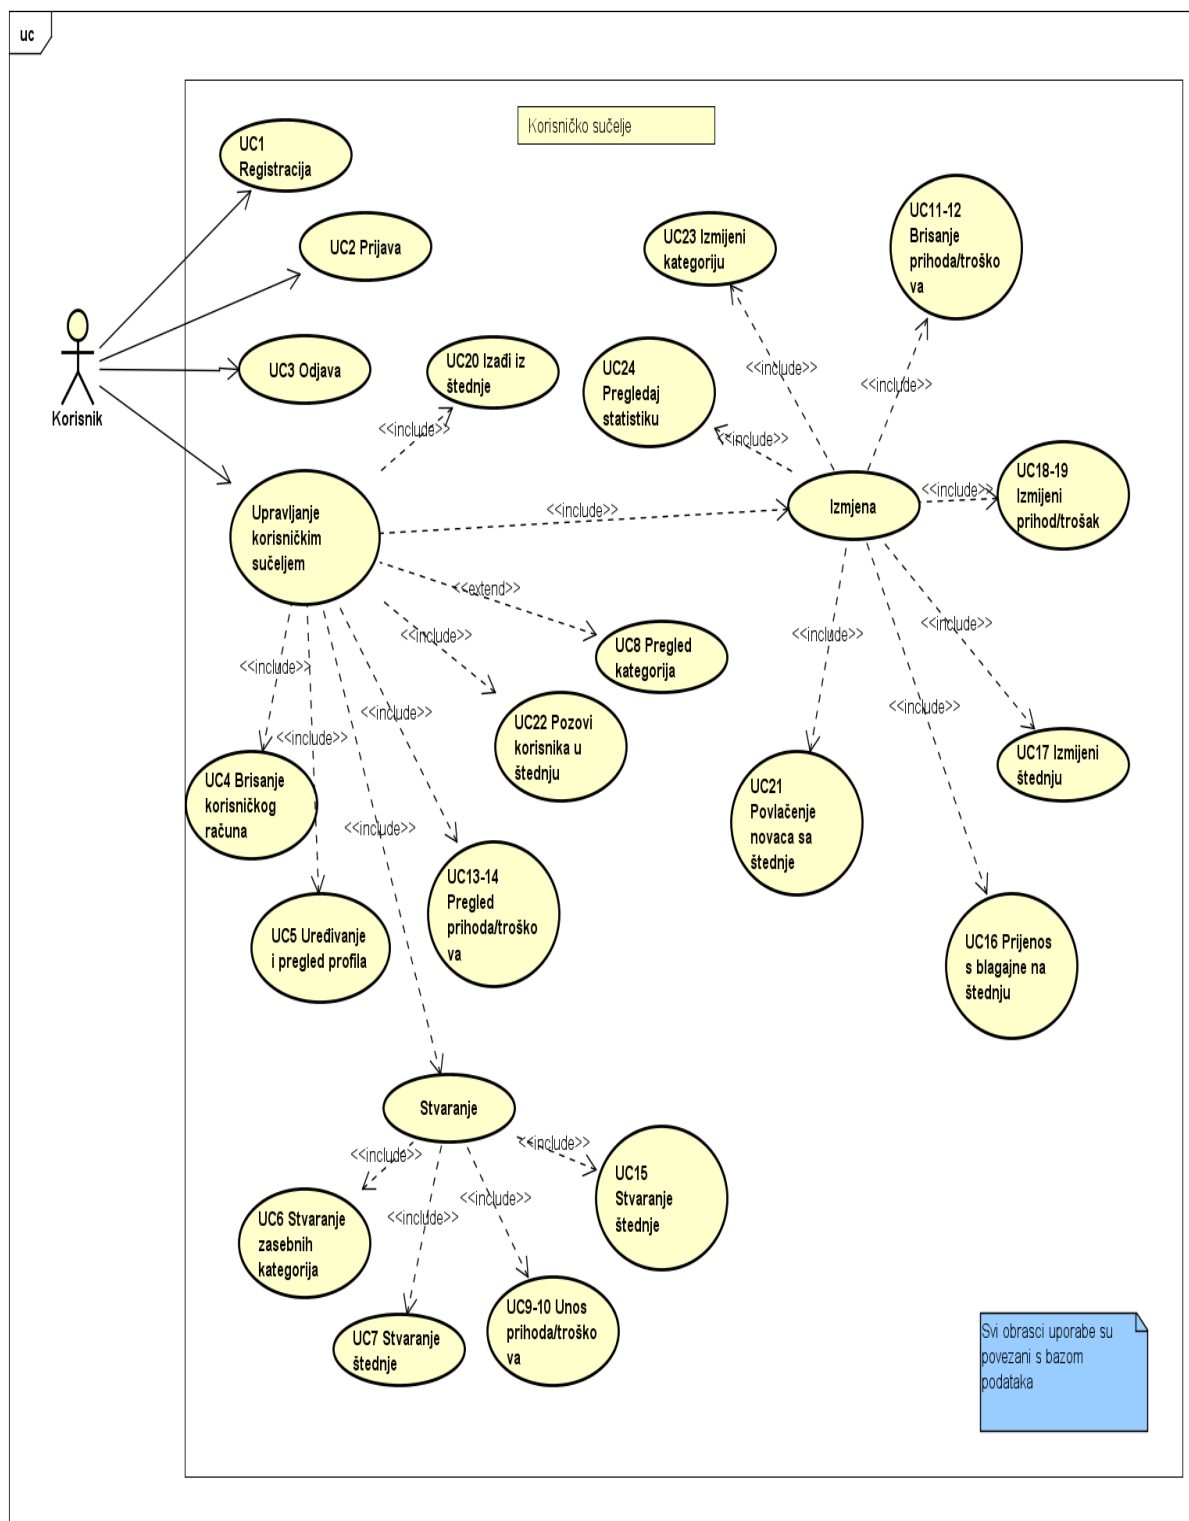 uc
Korisničko sučelje
UC1
Registracija
UC2 Prijava
UC3 Odjava
Korisnik
UC20 Izađi iz
štednje
<<include>>
UC23 Izmijeni
kategoriju
UC11-12
Brisanje
prihoda/troško
va
UC24
Pregledaj
statistiku
<<include>>
<<include>>
<<include>>
Upravljanje
korisničkim
sučeljem
<<include>>
Izmjena
<<include>>
UC18-19
Izmijeni
prihod/trošak
<<extend>>
UC8 Pregled
kategorija
<<include>>
UC22 Pozovi
korisnika u
štednju
<<include>>
<<include>>
<<include>>
<<include>>
<<include>>
<<include>>
<<include>>
UC4 Brisanje
korisničkog
računa
UC5 Uređivanje
i pregled profila
UC13-14
Pregled
prihoda/troško
va
UC21
Povlačenje
novaca sa
štednje
UC17 Izmijeni
štednju
UC16 Prijenos
s blagajne na
štednju
Stvaranje
<<include>>
<<include>>
<<include>>
<<include>>
UC15
Stvaranje
štednje
UC6 Stvaranje
zasebnih
kategorija
UC7 Stvaranje
štednje
UC9-10 Unos
prihoda/troško
va
Svi obrasci uporabe su
povezani s bazom
podataka